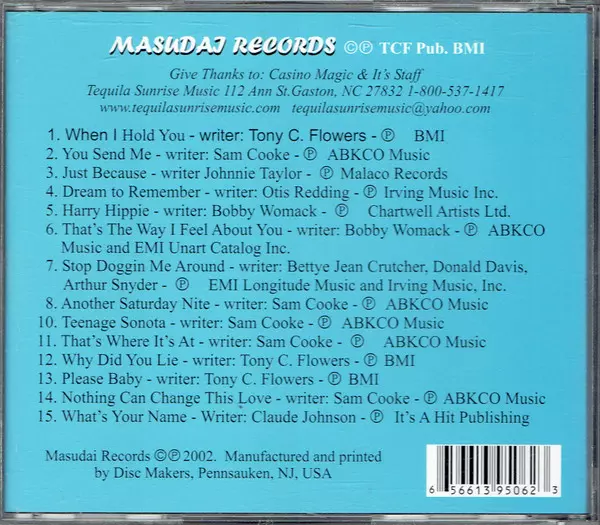 MASUDAI RECORDS ©℗ TCF Pub. BMI
Give Thanks to: Casino Magic & It's Staff
Tequila Sunrise Music 112 Ann St.Gaston, NC 27832 1-800-537-1417
www.tequilasunrisemusic.com tequilasunrisemusic@yahoo.com
1. When I Hold You - writer: Tony C. Flowers - ℗ BMI
2. You Send Me - writer: Sam Cooke - ℗ ABKCO Music
3. Just Because - writer Johnnie Taylor - ℗ Malaco Records
4. Dream to Remember - writer: Otis Redding - ℗ Irving Music Inc.
5. Harry Hippie - writer: Bobby Womack - ℗ Chartwell Artists Ltd.
6. That's The Way I Feel About You - writer: Bobby Womack - ℗ ABKCO
Music and EMI Unart Catalog Inc.
7. Stop Doggin Me Around - writer: Bettye Jean Crutcher, Donald Davis,
Arthur Snyder - ℗ EMI Longitude Music and Irving Music, Inc.
8. Another Saturday Nite - writer: Sam Cooke - ℗ ABKCO Music
10. Teenage Sonota - writer: Sam Cooke - ℗ ABKCO Music
11. That's Where It's At - writer: Sam Cooke - ℗ ABKCO Music
12. Why Did You Lie - writer: Tony C. Flowers - ℗ BMI
13. Please Baby - writer: Tony C. Flowers - ℗ BMI
14. Nothing Can Change This Love - writer: Sam Cooke - ℗ ABKCO Music
15. What's Your Name - Writer: Claude Johnson - ℗ It's A Hit Publishing
Masudai Records ©℗2002. Manufactured and printed
by Disc Makers, Pennsauken, NJ, USA
6 56613 95062 3